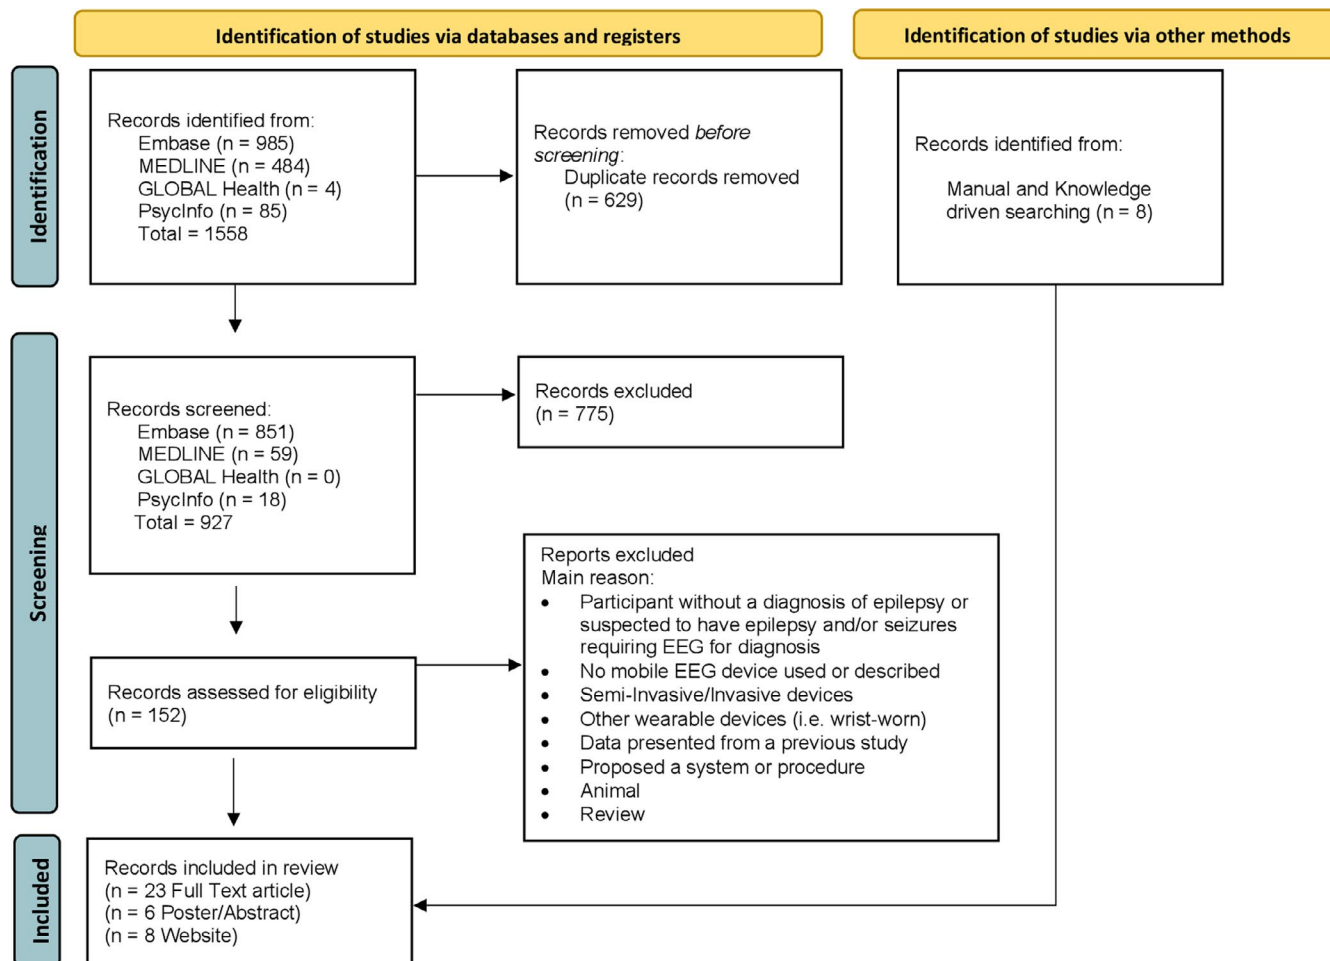 Identification of studies via databases and registers
Identification of studies via other methods
Identification
Records identified from:
Embase (n = 985)
MEDLINE (n = 484)
GLOBAL Health (n = 4)
PsycInfo (n = 85)
Total = 1558
Records removed before
screening:
Duplicate records removed
(n = 629)
Records identified from:
Manual and Knowledge
driven searching (n = 8)
Screening
Records screened:
Embase (n = 851)
MEDLINE (n = 59)
GLOBAL Health (n = 0)
PsycInfo (n = 18)
Total = 927
Records excluded
(n = 775)
Records assessed for eligibility
(n = 152)
Reports excluded
Main reason:
• Participant without a diagnosis of epilepsy or
suspected to have epilepsy and/or seizures
requiring EEG for diagnosis
• No mobile EEG device used or described
• Semi-Invasive/Invasive devices
• Other wearable devices (i.e. wrist-worn)
• Data presented from a previous study
• Proposed a system or procedure
• Animal
• Review
Included
Records included in review
(n = 23 Full Text article)
(n = 6 Poster/Abstract)
(n = 8 Website)